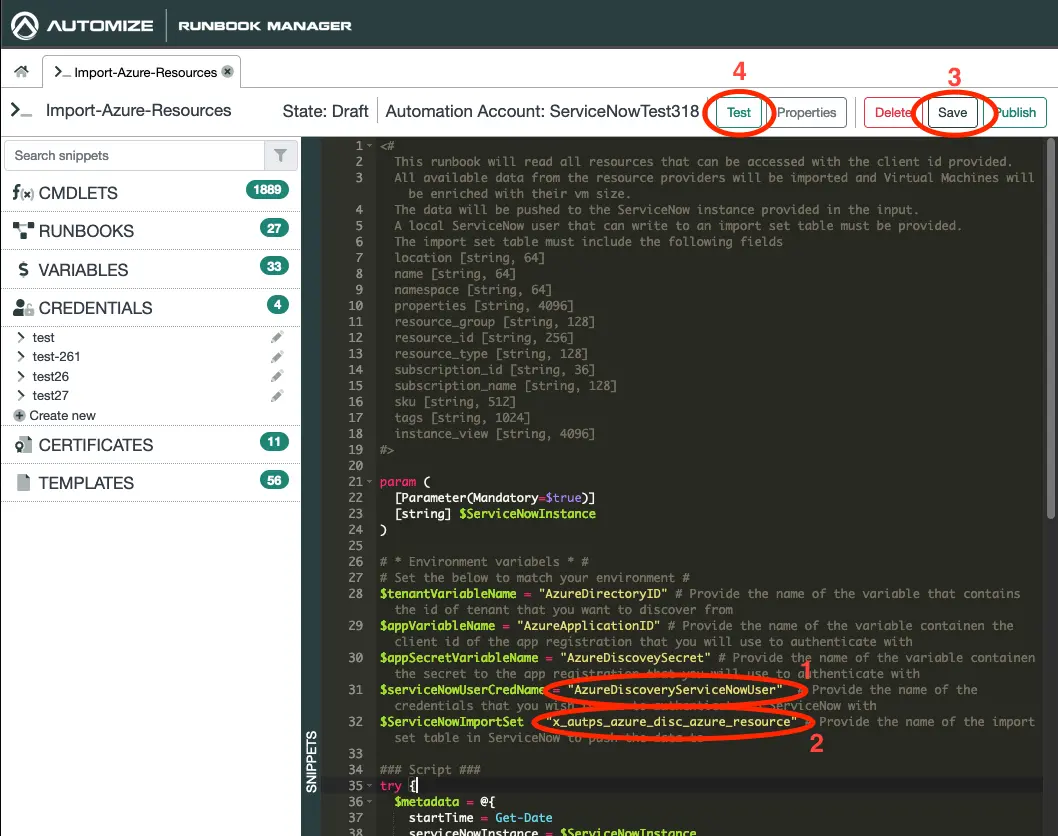 AUTOMIZE RUNBOOK MANAGER
Import-Azure-Resources
4
3
Import-Azure-Resources State: Draft Automation Account: ServiceNowTest318 Test Properties Delete Save Publish
Search snippets
f(x) CMDLETS 1889
RUNBOOKS 27
VARIABLES 33
CREDENTIALS 4
test
test-261
test26
test27
Create new
CERTIFICATES 11
TEMPLATES 56
SNIPPETS
1 <#
2 This runbook will read all resources that can be accessed with the client id provided.
3 All available data from the resource providers will be imported and Virtual Machines will
be enriched with their vm size.
4 The data will be pushed to the ServiceNow instance provided in the input.
5 A local ServiceNow user that can write to an import set table must be provided.
6 The import set table must include the following fields
7 location [string, 64]
8 name [string, 64]
9 namespace [string, 64]
10 properties [string, 4096]
11 resource_group [string, 128]
12 resource_id [string, 256]
13 resource_type [string, 128]
14 subscription_id [string, 36]
15 subscription_name [string, 128]
16 sku [string, 512]
17 tags [string, 1024]
18 instance_view [string, 4096]
19 #>
20
21 param (
22 [Parameter(Mandatory=$true)]
23 [string] $ServiceNowInstance
24 )
25
26 # * Environment variabels * #
27 # Set the below to match your environment #
28 $tenantVariableName = "AzureDirectoryID" # Provide the name of the variable that contains
the id of tenant that you want to discover from
29 $appVariableName = "AzureApplicationID" # Provide the name of the variable containen the
client id of the app registration that you will use to authenticate with
30 $appSecretVariableName = "AzureDiscoveySecret" # Provide the name of the variable containen
the secret to the app registration that you will use to authenticate with
1
31 $serviceNowUserCredName = "AzureDiscoveryServiceNowUser" # Provide the name of the
credentials that you wish to authenticate ServiceNow with
32 $ServiceNowImportSet "x_autps_azure_disc_azure_resource" # Provide the name of the import
set table in ServiceNow to push the data to
2
33
34 ### Script ###
35 try {
36 $metadata = @{
37 startTime = Get-Date
38 serviceNowInstance = $ServiceNowInstance